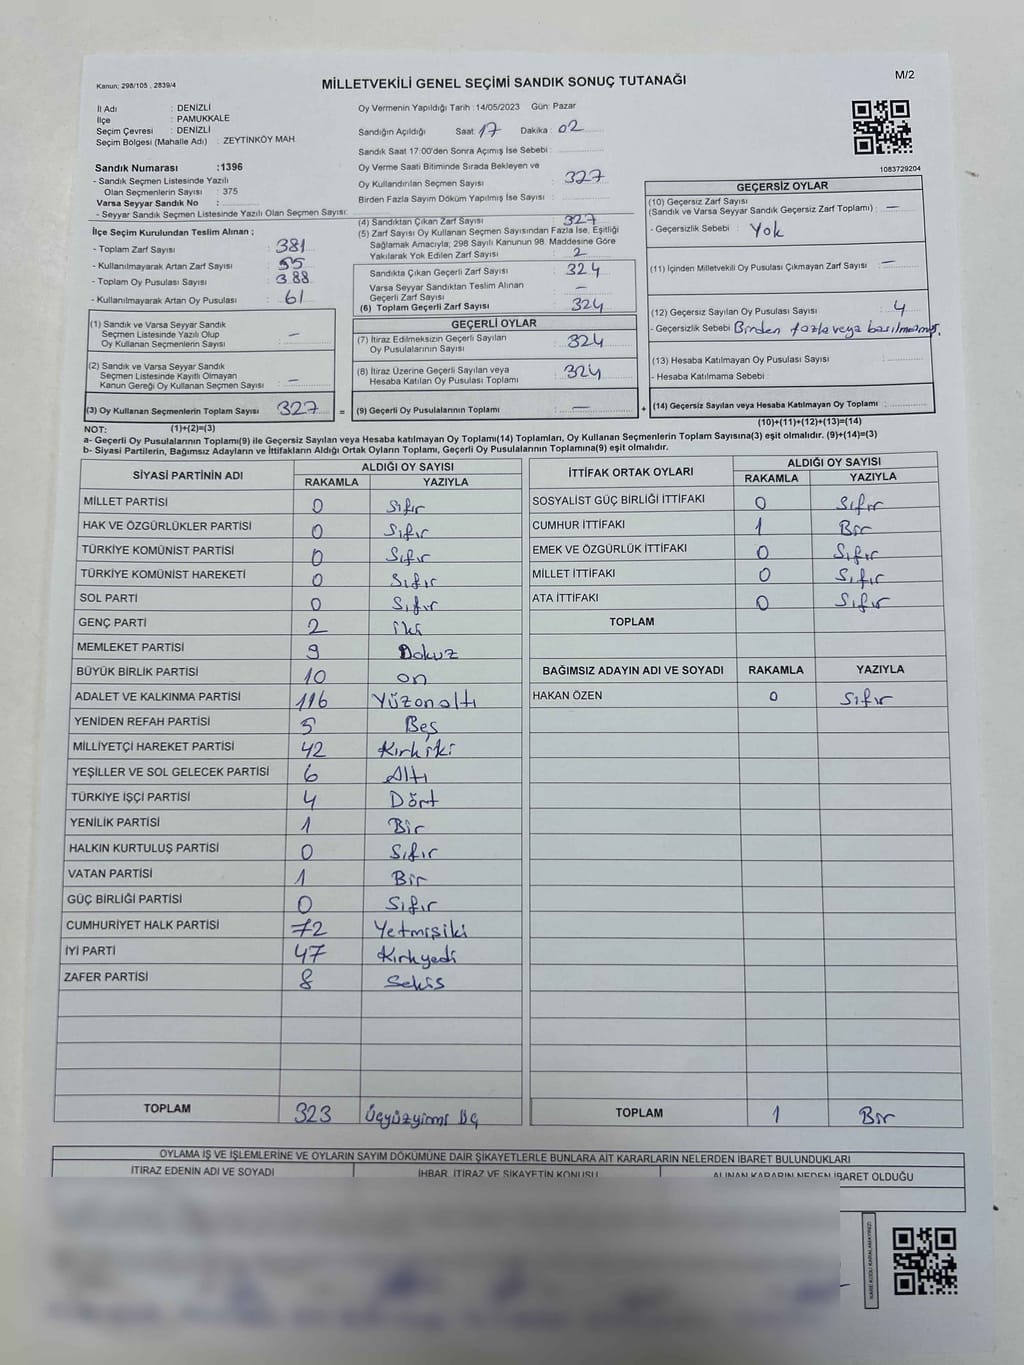 Kanun; 298/105 , 2839/4
MİLLETVEKİLİ GENEL SEÇİMİ SANDIK SONUÇ TUTANAĞI
M/2
İl Adı : DENİZLİ
İlçe : PAMUKKALE
Seçim Çevresi : DENİZLİ
Seçim Bölgesi (Mahalle Adı) : ZEYTİNKÖY MAH.
Sandık Numarası :1396
- Sandık Seçmen Listesinde Yazılı
Olan Seçmenlerin Sayısı : 375
Varsa Seyyar Sandık No :
- Seyyar Sandık Seçmen Listesinde Yazılı Olan Seçmen Sayısı:
İlçe Seçim Kurulundan Teslim Alınan ;
- Toplam Zarf Sayısı : 381
- Kullanılmayarak Artan Zarf Sayısı : 55
- Toplam Oy Pusulası Sayısı : 388
- Kullanılmayarak Artan Oy Pusulası : 61
(1) Sandık ve Varsa Seyyar Sandık
Seçmen Listesinde Yazılı Olup
Oy Kullanan Seçmenlerin Sayısı : —
(2) Sandık ve Varsa Seyyar Sandık
Seçmen Listesinde Kayıtlı Olmayan
Kanun Gereği Oy Kullanan Seçmen Sayısı : —
(3) Oy Kullanan Seçmenlerin Toplam Sayısı 327 =
Oy Vermenin Yapıldığı Tarih : 14/05/2023 Gün: Pazar
Sandığın Açıldığı Saat: 17 Dakika : 02
Sandık Saat 17:00'den Sonra Açımış İse Sebebi :
Oy Verme Saati Bitiminde Sırada Bekleyen ve
Oy Kullandırılan Seçmen Sayısı : 327
Birden Fazla Sayım Döküm Yapılmış İse Sayısı :
(4) Sandıktan Çıkan Zarf Sayısı : 327
(5) Zarf Sayısı Oy Kullanan Seçmen Sayısından Fazla İse, Eşitliği
Sağlamak Amacıyla; 298 Sayılı Kanunun 98. Maddesine Göre
Yakılarak Yok Edilen Zarf Sayısı : 2
Sandıkta Çıkan Geçerli Zarf Sayısı : 324
Varsa Seyyar Sandıktan Teslim Alınan
Geçerli Zarf Sayısı : —
(6) Toplam Geçerli Zarf Sayısı : 324
GEÇERLİ OYLAR
(7) İtiraz Edilmeksizin Geçerli Sayılan
Oy Pusulalarının Sayısı : 324
(8) İtiraz Üzerine Geçerli Sayılan veya
Hesaba Katılan Oy Pusulası Toplamı : 324
(9) Geçerli Oy Pusulalarının Toplamı : — +
1083729204
GEÇERSİZ OYLAR
(10) Geçersiz Zarf Sayısı
(Sandık ve Varsa Seyyar Sandık Geçersiz Zarf Toplamı) : —
- Geçersizlik Sebebi : Yok
(11) İçinden Milletvekili Oy Pusulası Çıkmayan Zarf Sayısı : —
(12) Geçersiz Sayılan Oy Pusulası Sayısı : 4
- Geçersizlik Sebebi Birden fazla veya basılmamış.
(13) Hesaba Katılmayan Oy Pusulası Sayısı :
- Hesaba Katılmama Sebebi :
(14) Geçersiz Sayılan veya Hesaba Katılmayan Oy Toplamı :
NOT: (1)+(2)=(3) (10)+(11)+(12)+(13)=(14)
a- Geçerli Oy Pusulalarının Toplamı(9) ile Geçersiz Sayılan veya Hesaba katılmayan Oy Toplamı(14) Toplamları, Oy Kullanan Seçmenlerin Toplam Sayısına(3) eşit olmalıdır. (9)+(14)=(3)
b- Siyasi Partilerin, Bağımsız Adayların ve İttifakların Aldığı Ortak Oyların Toplamı, Geçerli Oy Pusulalarının Toplamına(9) eşit olmalıdır.
SİYASİ PARTİNİN ADI ALDIĞI OY SAYISI
RAKAMLA YAZIYLA
MİLLET PARTİSİ 0 Sıfır
HAK VE ÖZGÜRLÜKLER PARTİSİ 0 Sıfır
TÜRKİYE KOMÜNİST PARTİSİ 0 Sıfır
TÜRKİYE KOMÜNİST HAREKETİ 0 Sıfır
SOL PARTİ 0 Sıfır
GENÇ PARTİ 2 iki
MEMLEKET PARTİSİ 9 Dokuz
BÜYÜK BİRLİK PARTİSİ 10 on
ADALET VE KALKINMA PARTİSİ 116 Yüzonaltı
YENİDEN REFAH PARTİSİ 5 Beş
MİLLİYETÇİ HAREKET PARTİSİ 42 Kırkiki
YEŞİLLER VE SOL GELECEK PARTİSİ 6 Altı
TÜRKİYE İŞÇİ PARTİSİ 4 Dört
YENİLİK PARTİSİ 1 Bir
HALKIN KURTULUŞ PARTİSİ 0 Sıfır
VATAN PARTİSİ 1 Bir
GÜÇ BİRLİĞİ PARTİSİ 0 Sıfır
CUMHURİYET HALK PARTİSİ 72 Yetmişiki
İYİ PARTİ 47 Kırkyedi
ZAFER PARTİSİ 8 Sekis
TOPLAM 323 Üçyüzyirmi Üç
İTTİFAK ORTAK OYLARI ALDIĞI OY SAYISI
RAKAMLA YAZIYLA
SOSYALİST GÜÇ BİRLİĞİ İTTİFAKI 0 Sıfır
CUMHUR İTTİFAKI 1 Bir
EMEK VE ÖZGÜRLÜK İTTİFAKI 0 Sıfır
MİLLET İTTİFAKI 0 Sıfır
ATA İTTİFAKI 0 Sıfır
TOPLAM
BAĞIMSIZ ADAYIN ADI VE SOYADI RAKAMLA YAZIYLA
HAKAN ÖZEN 0 Sıfır
TOPLAM 1 Bir
OYLAMA İŞ VE İŞLEMLERİNE VE OYLARIN SAYIM DÖKÜMÜNE DAİR ŞİKAYETLERLE BUNLARA AİT KARARLARIN NELERDEN İBARET BULUNDUKLARI
İTİRAZ EDENİN ADI VE SOYADI İHBAR, İTİRAZ VE ŞİKAYETİN KONUSU ALINAN KARARIN NEDEN İBARET OLDUĞU